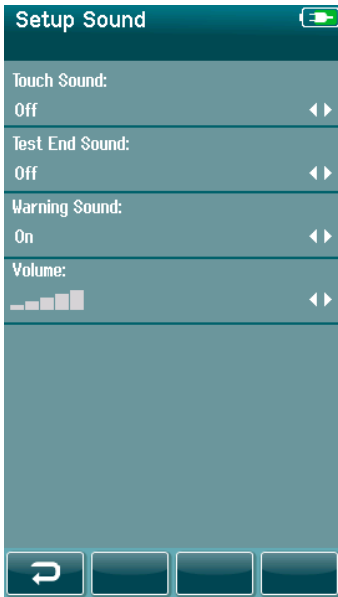 Setup Sound
Touch Sound:
Off
Test End Sound:
Off
Warning Sound:
On
Volume: